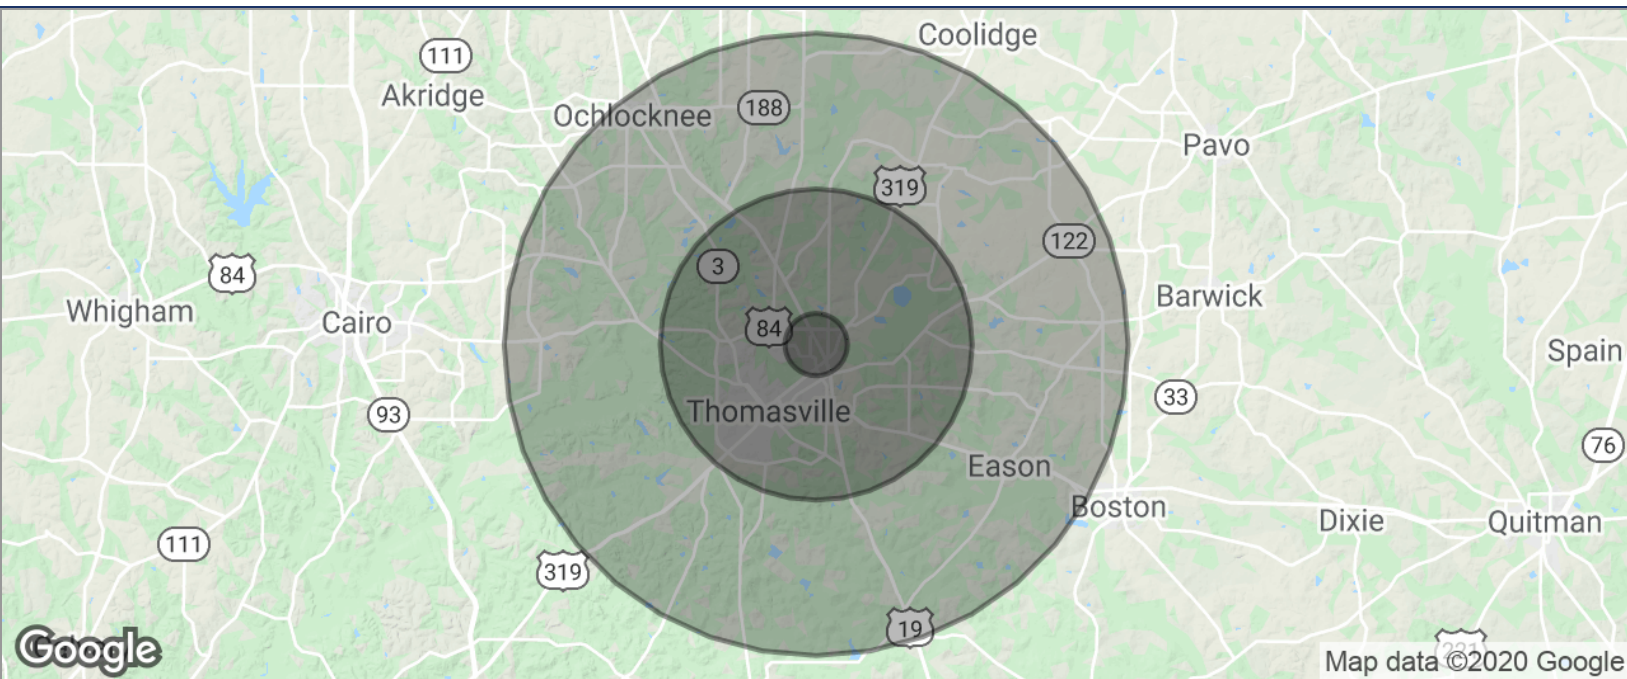 Coolidge
111
Akridge
Ochlocknee
188
Pavo
319
122
3
84
Whigham
Cairo
84
Barwick
Spain
93
Thomasville
33
76
Eason
Boston
Dixie
Quitman
111
319
19
221
Google
Map data ©2020 Google